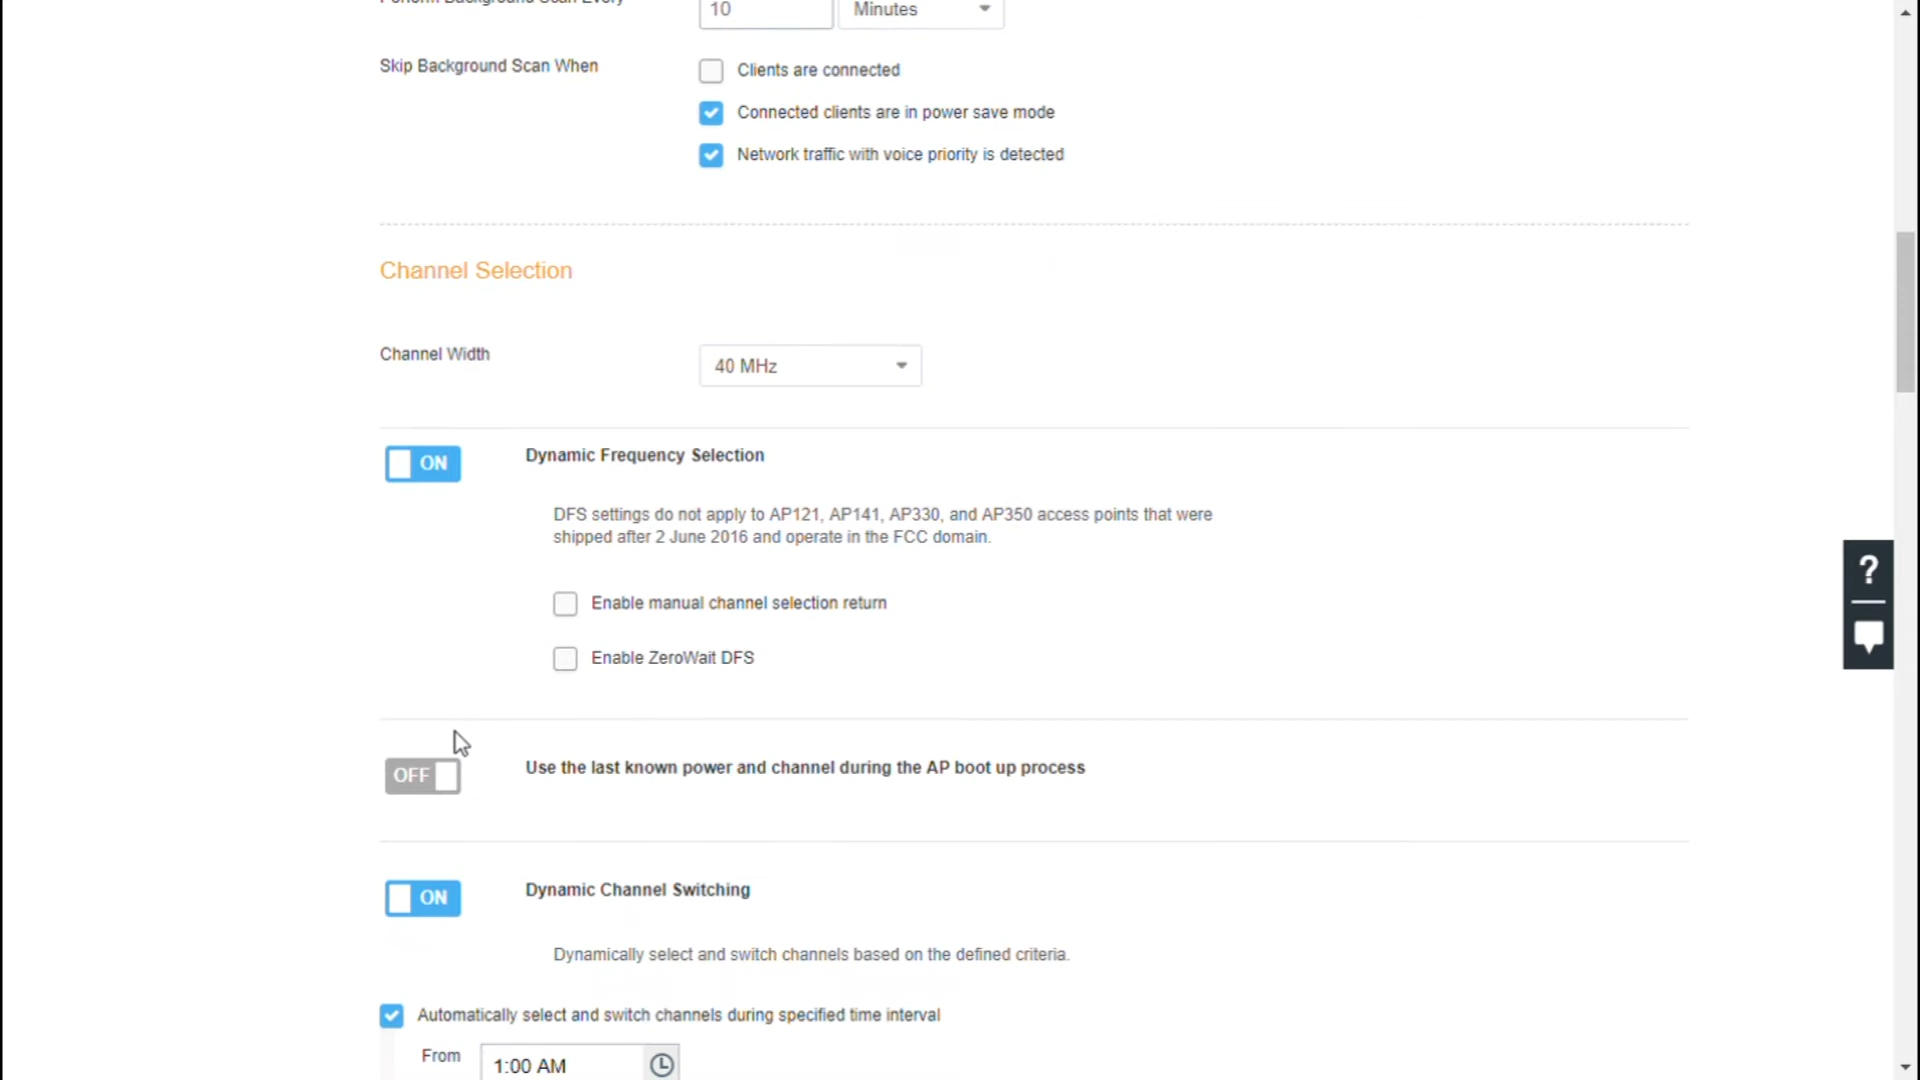 Perform Background Scan Every
10 Minutes
Skip Background Scan When
Clients are connected
Connected clients are in power save mode
Network traffic with voice priority is detected
Channel Selection
Channel Width
40 MHz
ON Dynamic Frequency Selection
DFS settings do not apply to AP121, AP141, AP330, and AP350 access points that were
shipped after 2 June 2016 and operate in the FCC domain.
Enable manual channel selection return
Enable ZeroWait DFS
?
OFF Use the last known power and channel during the AP boot up process
ON Dynamic Channel Switching
Dynamically select and switch channels based on the defined criteria.
Automatically select and switch channels during specified time interval
From 1:00 AM